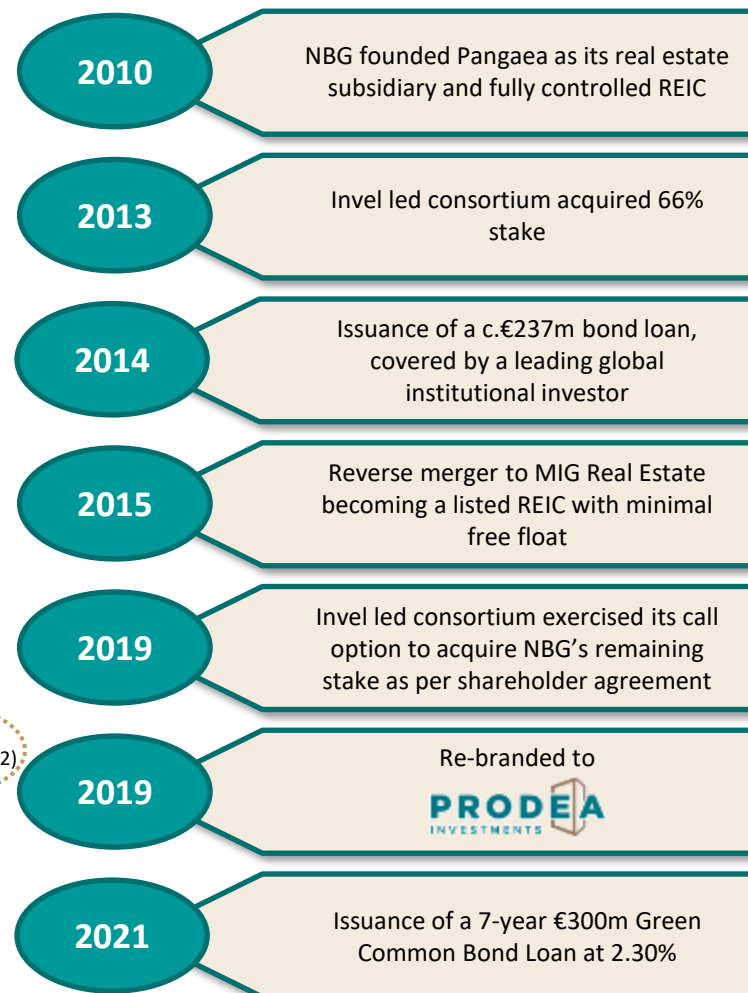 2010
NBG founded Pangaea as its real estate
subsidiary and fully controlled REIC
2013
Invel led consortium acquired 66%
stake
2014
Issuance of a c.€237m bond loan,
covered by a leading global
institutional investor
2015
Reverse merger to MIG Real Estate
becoming a listed REIC with minimal
free float
2019
Invel led consortium exercised its call
option to acquire NBG’s remaining
stake as per shareholder agreement
2)
2019
Re-branded to
PRODEA
INVESTMENTS
2021
Issuance of a 7-year €300m Green
Common Bond Loan at 2.30%